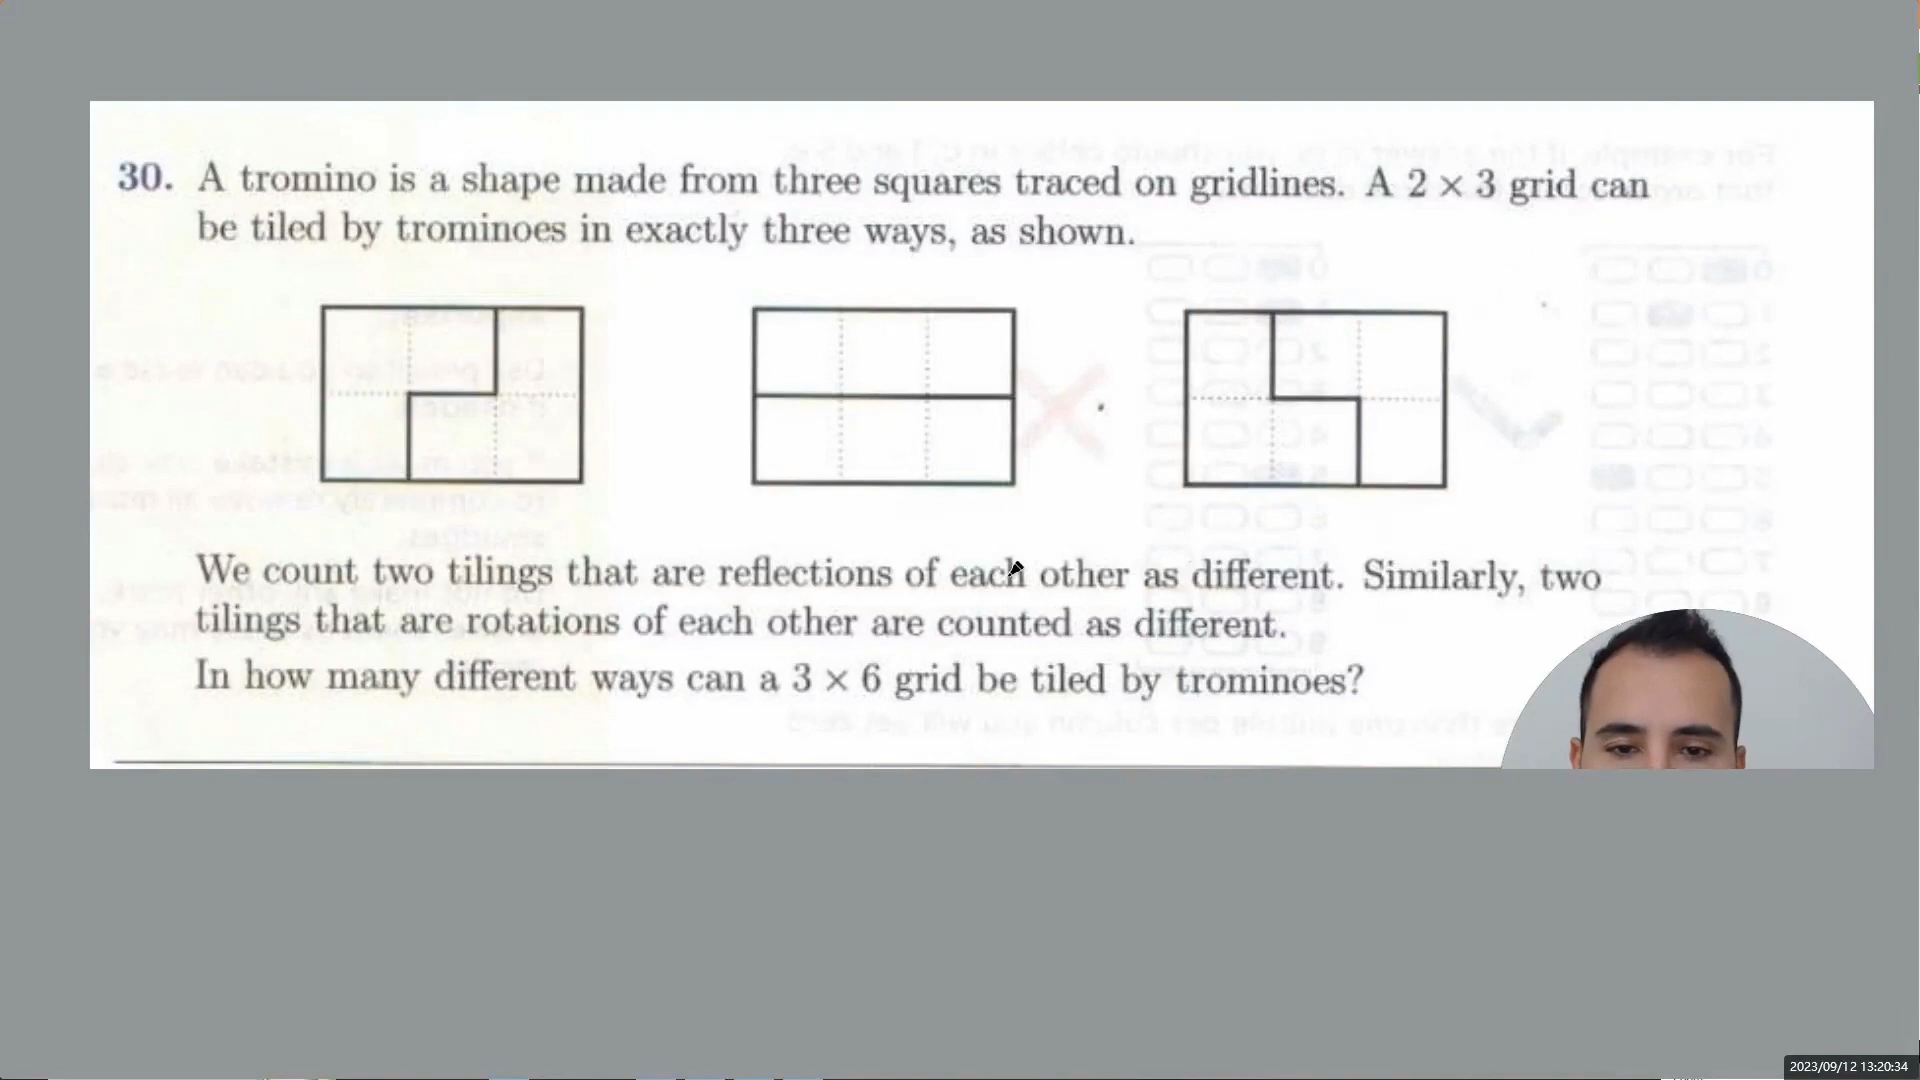 30. A tromino is a shape made from three squares traced on gridlines. A 2 × 3 grid can
be tiled by trominoes in exactly three ways, as shown.
We count two tilings that are reflections of each other as different. Similarly, two
tilings that are rotations of each other are counted as different.
In how many different ways can a 3 × 6 grid be tiled by trominoes?
2023/09/12 13:20:34